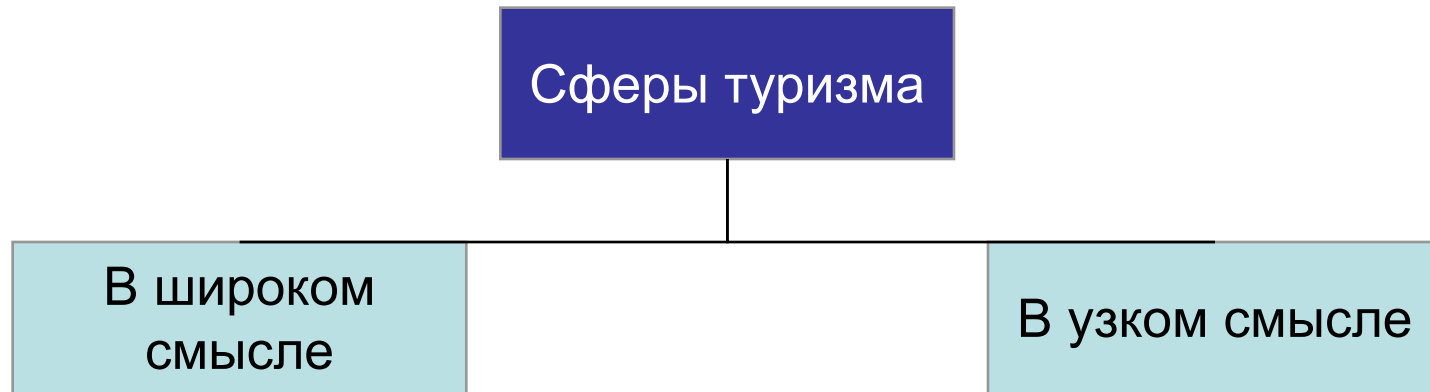 Сферы туризма
В широком
смысле
В узком смысле